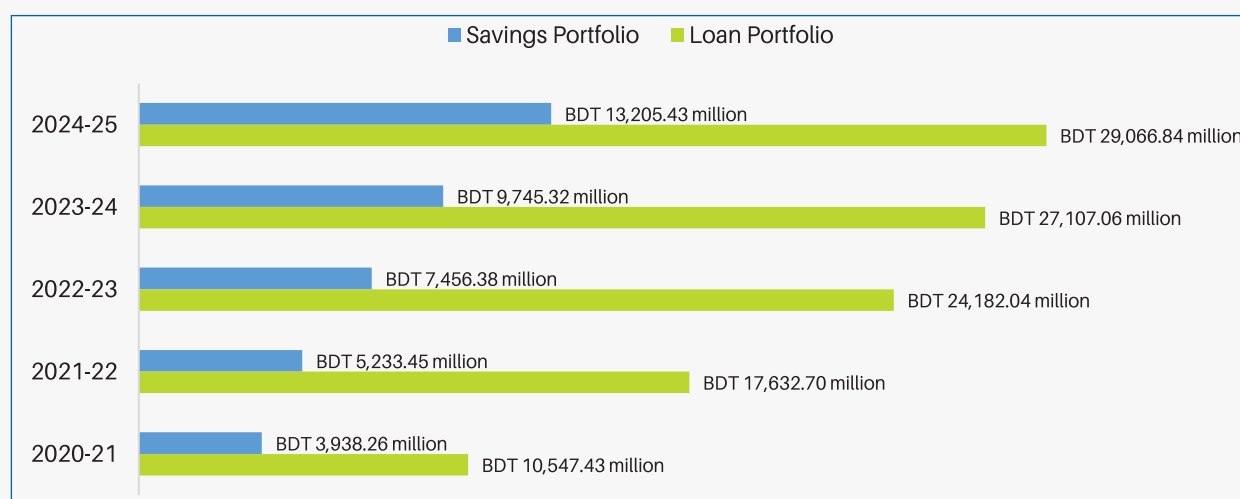 Savings Portfolio Loan Portfolio
2024-25
BDT 13,205.43 million
BDT 29,066.84 million
2023-24
BDT 9,745.32 million
BDT 27,107.06 million
2022-23
BDT 7,456.38 million
BDT 24,182.04 million
2021-22
BDT 5,233.45 million
BDT 17,632.70 million
2020-21
BDT 3,938.26 million
BDT 10,547.43 million